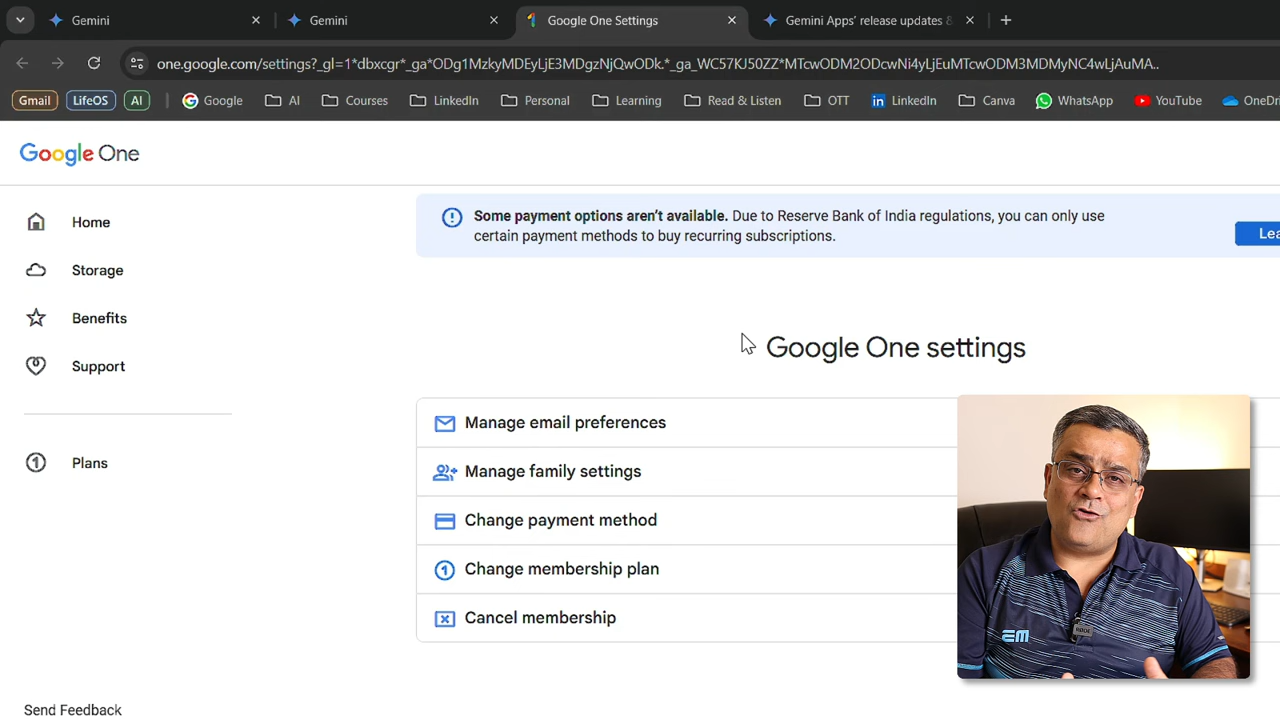 Gemini
Gemini
Google One Settings
Gemini Apps' release updates &
one.google.com/settings?_gl=1*dbxcgr*_ga*ODg1MzkyMDEyLjE3MDgzNjQwODk.*_ga_WC57KJ50ZZ*MTcwODM2ODcwNi4yLjEuMTcwODM3MDMyNC4wLjAuMA..
Gmail
LifeOS
AI
Google
AI
Courses
LinkedIn
Personal
Learning
Read & Listen
OTT
LinkedIn
Canva
WhatsApp
YouTube
OneDri
Google One
Home
Storage
Benefits
Support
Plans
Send Feedback
Some payment options aren't available. Due to Reserve Bank of India regulations, you can only use
certain payment methods to buy recurring subscriptions.
Lea
Google One settings
Manage email preferences
Manage family settings
Change payment method
Change membership plan
Cancel membership
EM